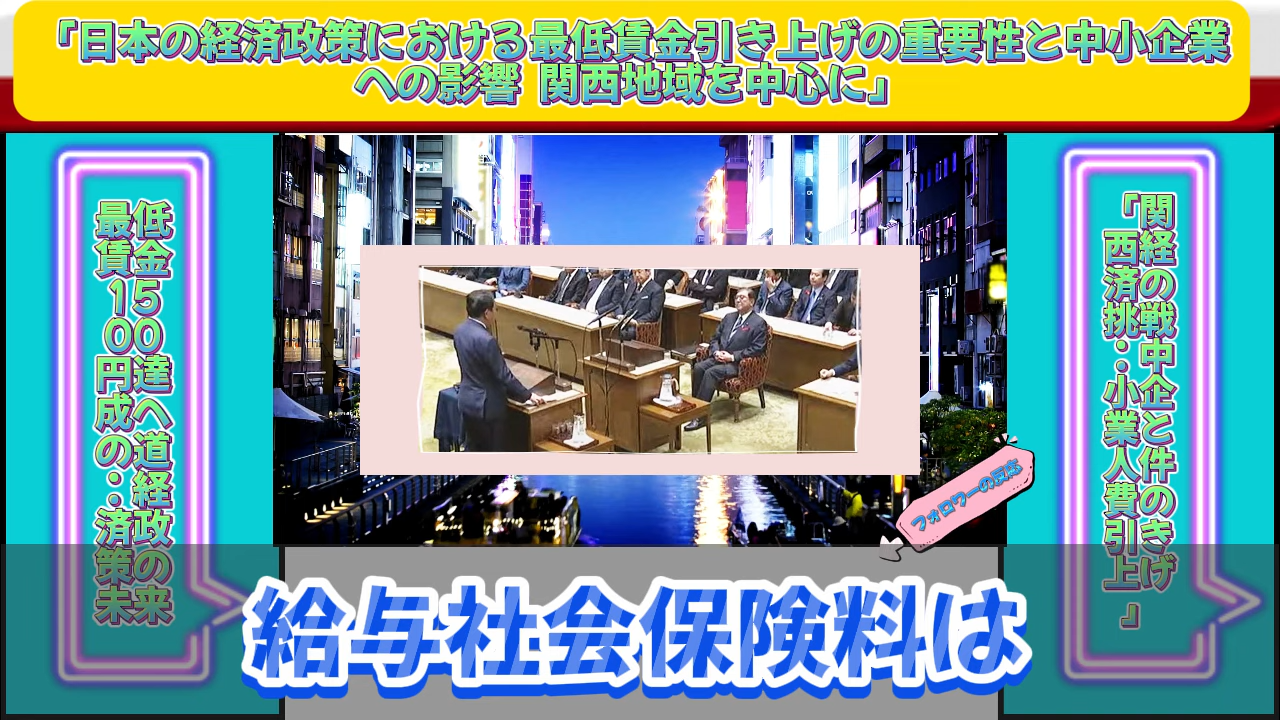 「日本の経済政策における最低賃金引き上げの重要性と中小企業
への影響 関西地域を中心に」
最低賃金1500円達成への道：経済政策の未来
「関西経済の挑戦：中小企業と人件費の引き上げ」
フォロワーの反応
給与社会保険料は